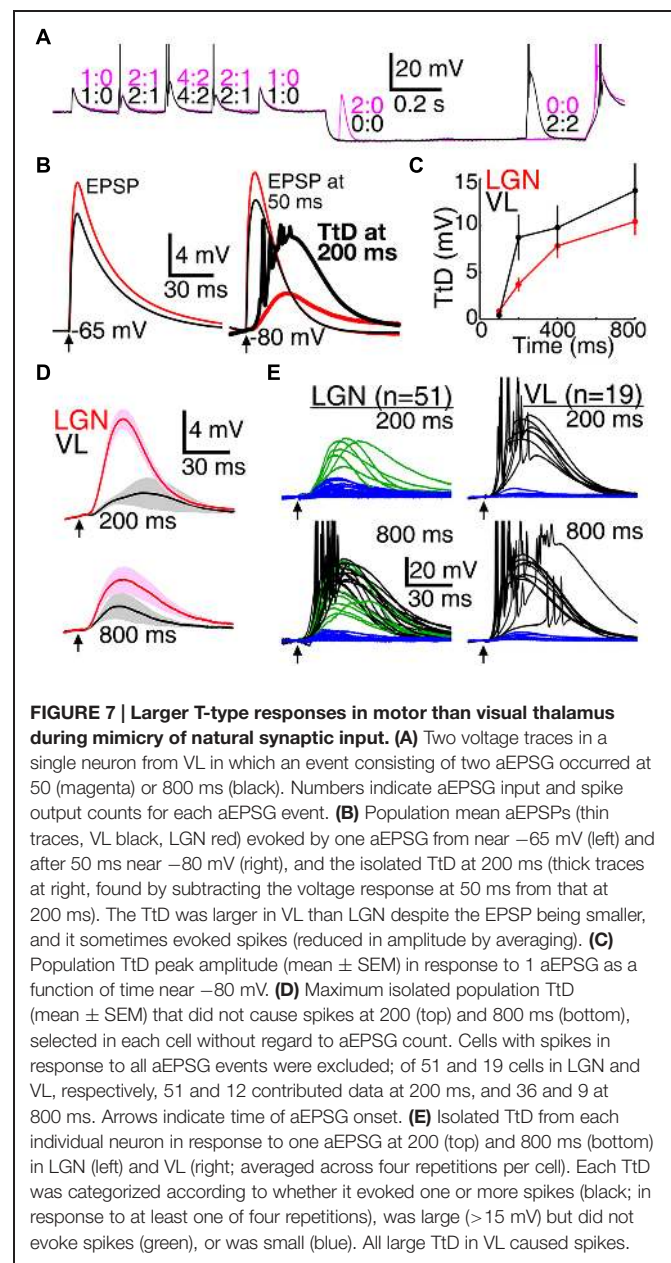 A
1:0 2:1 4:2 2:1 1:0
1:0 2:1 4:2 2:1 1:0
20 mV
0.2 s
2:0
0:0
0:0
2:2
B
EPSP
-65 mV
4 mV
30 ms
EPSP at
50 ms
TtD at
200 ms
-80 mV
C
LGN
VL
TtD (mV)
15
10
5
0
0 400 800
Time (ms)
D
LGN
VL
4 mV
30 ms
200 ms
800 ms
E
LGN (n=51)
200 ms
VL (n=19)
200 ms
800 ms
20 mV
30 ms
800 ms
FIGURE 7 | Larger T-type responses in motor than visual thalamus
during mimicry of natural synaptic input. (A) Two voltage traces in a
single neuron from VL in which an event consisting of two aEPSG occurred at
50 (magenta) or 800 ms (black). Numbers indicate aEPSG input and spike
output counts for each aEPSG event. (B) Population mean aEPSPs (thin
traces, VL black, LGN red) evoked by one aEPSG from near −65 mV (left) and
after 50 ms near −80 mV (right), and the isolated TtD at 200 ms (thick traces
at right, found by subtracting the voltage response at 50 ms from that at
200 ms). The TtD was larger in VL than LGN despite the EPSP being smaller,
and it sometimes evoked spikes (reduced in amplitude by averaging). (C)
Population TtD peak amplitude (mean ± SEM) in response to 1 aEPSG as a
function of time near −80 mV. (D) Maximum isolated population TtD
(mean ± SEM) that did not cause spikes at 200 (top) and 800 ms (bottom),
selected in each cell without regard to aEPSG count. Cells with spikes in
response to all aEPSG events were excluded; of 51 and 19 cells in LGN and
VL, respectively, 51 and 12 contributed data at 200 ms, and 36 and 9 at
800 ms. Arrows indicate time of aEPSG onset. (E) Isolated TtD from each
individual neuron in response to one aEPSG at 200 (top) and 800 ms (bottom)
in LGN (left) and VL (right; averaged across four repetitions per cell). Each TtD
was categorized according to whether it evoked one or more spikes (black; in
response to at least one of four repetitions), was large (>15 mV) but did not
evoke spikes (green), or was small (blue). All large TtD in VL caused spikes.